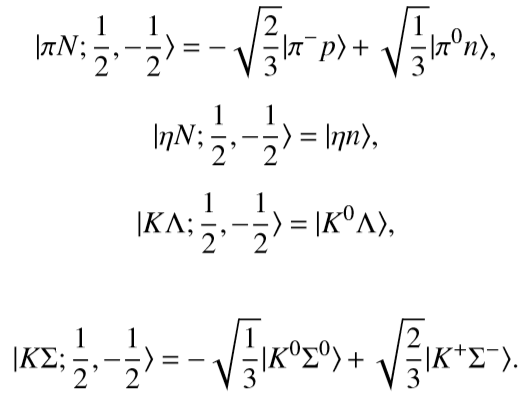 |πN; 1/2, −1/2⟩ = −√(2/3)|π⁻p⟩ + √(1/3)|π⁰n⟩,
|ηN; 1/2, −1/2⟩ = |ηn⟩,
|KΛ; 1/2, −1/2⟩ = |K⁰Λ⟩,
|KΣ; 1/2, −1/2⟩ = −√(1/3)|K⁰Σ⁰⟩ + √(2/3)|K⁺Σ⁻⟩.